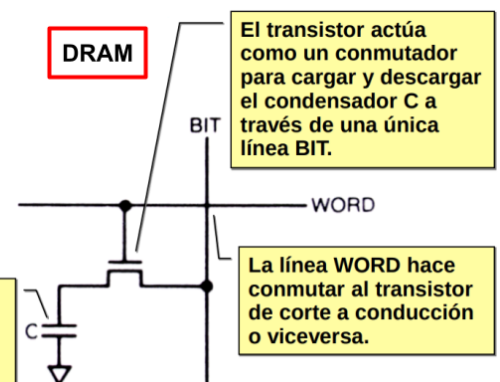 DRAM
El transistor actúa
como un conmutador
para cargar y descargar
el condensador C a
través de una única
línea BIT.
BIT
WORD
La línea WORD hace
conmutar al transistor
de corte a conducción
o viceversa.
C